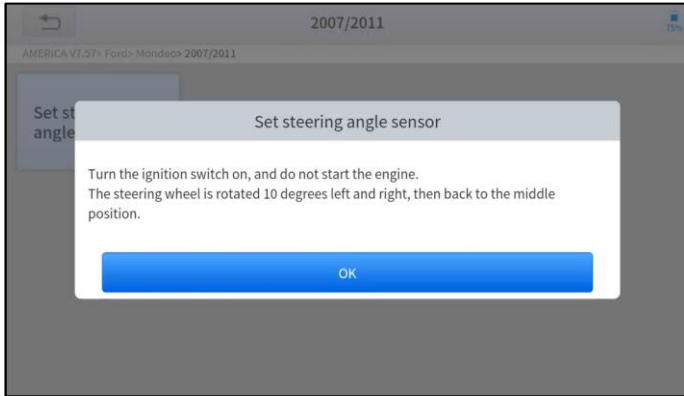 2007/2011
75%
AMERICA V7.57> Ford> Mondeo> 2007/2011
Set st
angle
Set steering angle sensor
Turn the ignition switch on, and do not start the engine.
The steering wheel is rotated 10 degrees left and right, then back to the middle
position.
OK